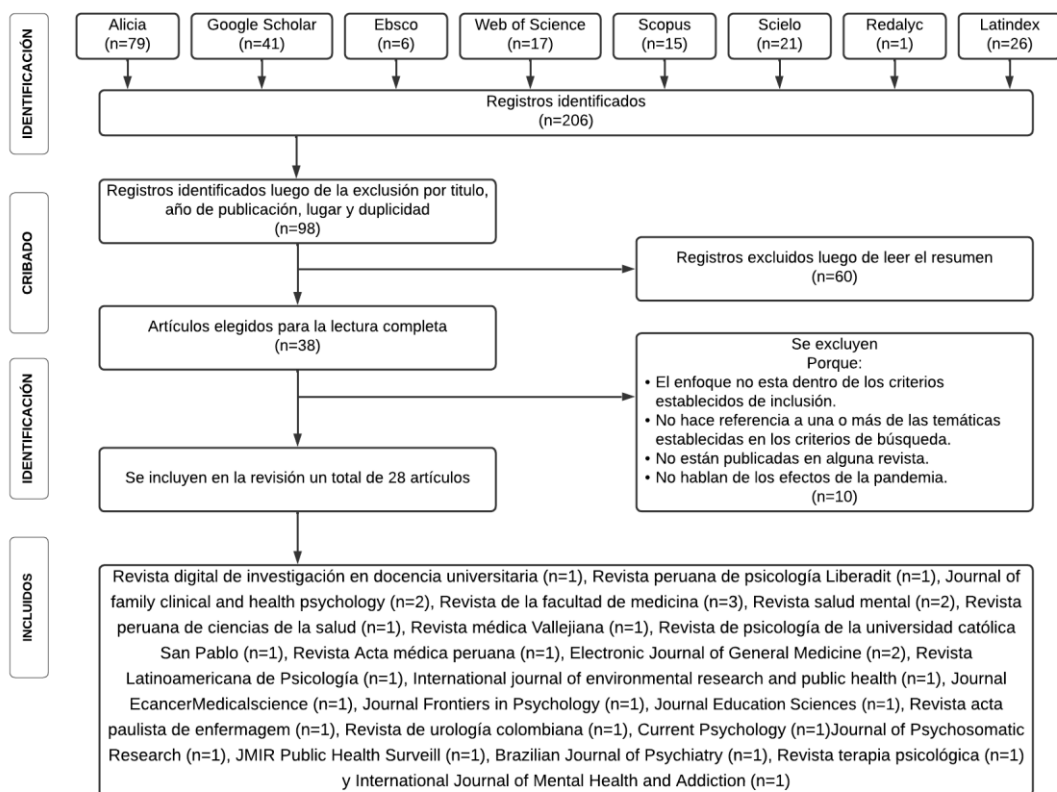 IDENTIFICACIÓN
Alicia
(n=79)
Google Scholar
(n=41)
Ebsco
(n=6)
Web of Science
(n=17)
Scopus
(n=15)
Scielo
(n=21)
Redalyc
(n=1)
Latindex
(n=26)
Registros identificados
(n=206)
CRIBADO
Registros identificados luego de la exclusión por titulo,
año de publicación, lugar y duplicidad
(n=98)
Registros excluidos luego de leer el resumen
(n=60)
Artículos elegidos para la lectura completa
(n=38)
IDENTIFICACIÓN
Se excluyen
Porque:
• El enfoque no esta dentro de los criterios
establecidos de inclusión.
• No hace referencia a una o más de las temáticas
establecidas en los criterios de búsqueda.
• No están publicadas en alguna revista.
• No hablan de los efectos de la pandemia.
(n=10)
Se incluyen en la revisión un total de 28 artículos
INCLUIDOS
Revista digital de investigación en docencia universitaria (n=1), Revista peruana de psicología Liberadit (n=1), Journal of
family clinical and health psychology (n=2), Revista de la facultad de medicina (n=3), Revista salud mental (n=2), Revista
peruana de ciencias de la salud (n=1), Revista médica Vallejiana (n=1), Revista de psicología de la universidad católica
San Pablo (n=1), Revista Acta médica peruana (n=1), Electronic Journal of General Medicine (n=2), Revista
Latinoamericana de Psicología (n=1), International journal of environmental research and public health (n=1), Journal
EcancerMedicalscience (n=1), Journal Frontiers in Psychology (n=1), Journal Education Sciences (n=1), Revista acta
paulista de enfermagem (n=1), Revista de urología colombiana (n=1), Current Psychology (n=1)Journal of Psychosomatic
Research (n=1), JMIR Public Health Surveill (n=1), Brazilian Journal of Psychiatry (n=1), Revista terapia psicológica (n=1)
y International Journal of Mental Health and Addiction (n=1)